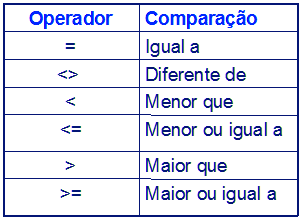 Operador Comparação
= Igual a
<> Diferente de
< Menor que
<= Menor ou igual a
> Maior que
>= Maior ou igual a